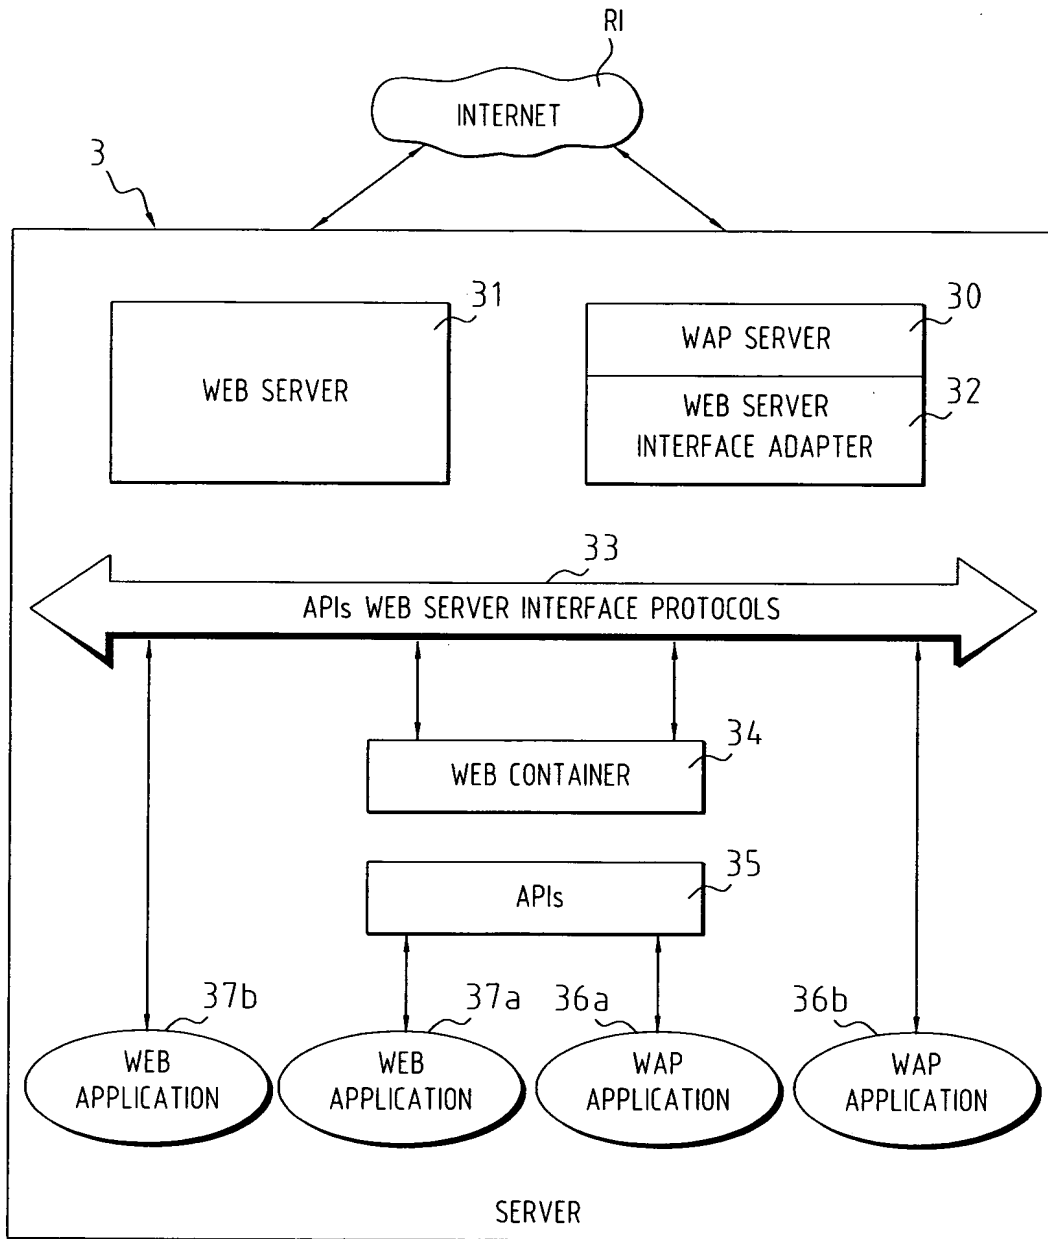 RI
INTERNET
3
31
30
WEB SERVER
WAP SERVER
32
WEB SERVER
INTERFACE ADAPTER
33
APIs WEB SERVER INTERFACE PROTOCOLS
34
WEB CONTAINER
35
APIs
37b
37a
36a
36b
WEB
APPLICATION
WEB
APPLICATION
WAP
APPLICATION
WAP
APPLICATION
SERVER